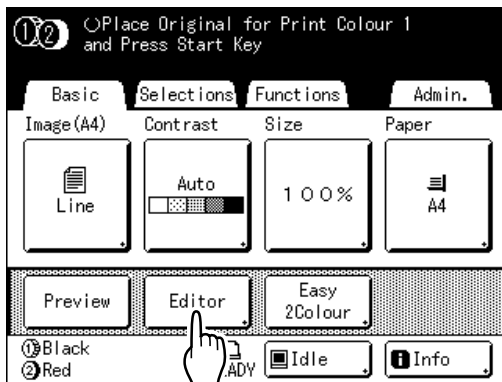 ①② Place Original for Print Colour 1
and Press Start Key
Basic Selections Functions Admin.
Image(A4) Contrast Size Paper
Line
Auto
100%
A4
Preview Editor Easy
2Colour
①Black
②Red
Idle
Info